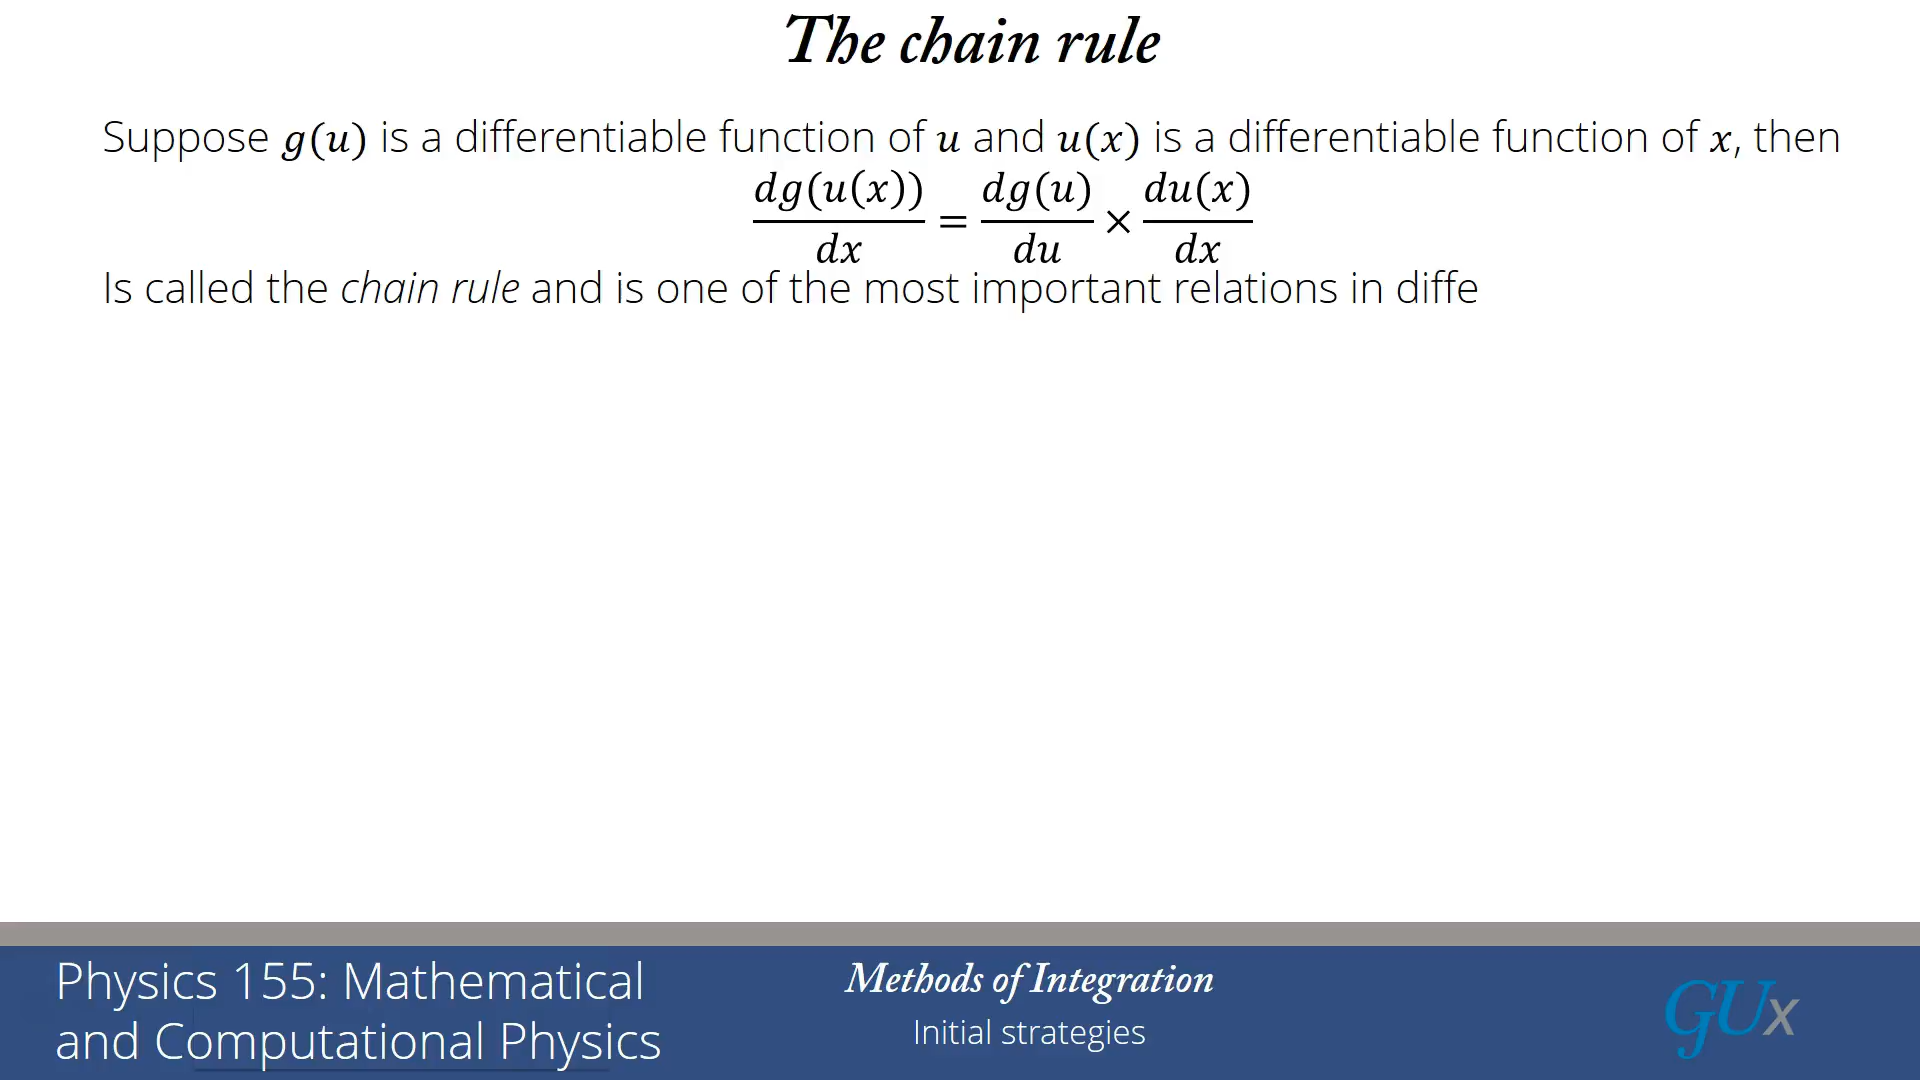 The chain rule
Suppose g(u) is a differentiable function of u and u(x) is a differentiable function of x, then
dg(u(x))/dx = dg(u)/du × du(x)/dx
Is called the chain rule and is one of the most important relations in diffe
Physics 155: Mathematical
and Computational Physics
Methods of Integration
Initial strategies
GUx